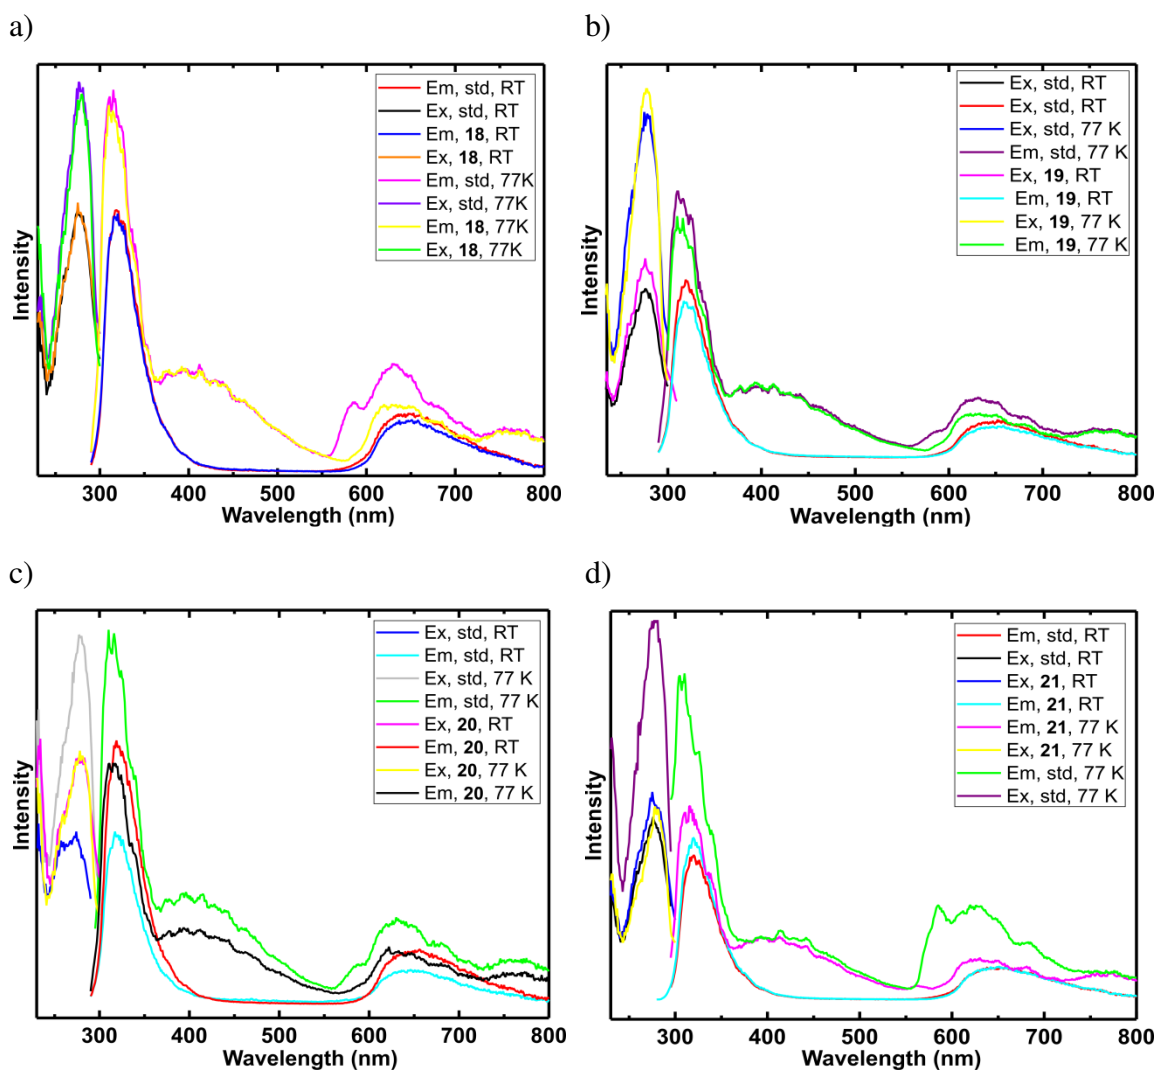 a)
Intensity
Em, std, RT
Ex, std, RT
Em, 18, RT
Ex, 18, RT
Em, std, 77K
Ex, std, 77K
Em, 18, 77K
Ex, 18, 77K
300 400 500 600 700 800
Wavelength (nm)
b)
Intensity
Ex, std, RT
Ex, std, RT
Ex, std, 77 K
Em, std, 77 K
Ex, 19, RT
Em, 19, RT
Ex, 19, 77 K
Em, 19, 77 K
300 400 500 600 700 800
Wavelength (nm)
c)
Intensity
Ex, std, RT
Em, std, RT
Ex, std, 77 K
Em, std, 77 K
Ex, 20, RT
Em, 20, RT
Ex, 20, 77 K
Em, 20, 77 K
300 400 500 600 700 800
Wavelength (nm)
d)
Intensity
Em, std, RT
Ex, std, RT
Ex, 21, RT
Em, 21, RT
Em, 21, 77 K
Ex, 21, 77 K
Em, std, 77 K
Ex, std, 77 K
300 400 500 600 700 800
Wavelength (nm)